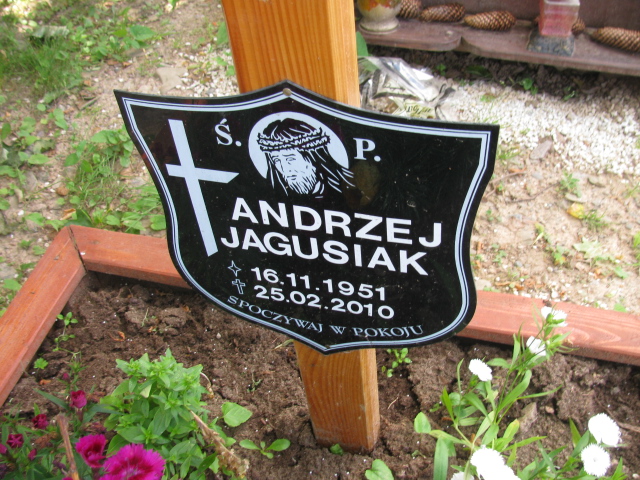 Ś. P.
ANDRZEJ
JAGUSIAK
16.11.1951
25.02.2010
SPOCZYWAJ W POKOJU